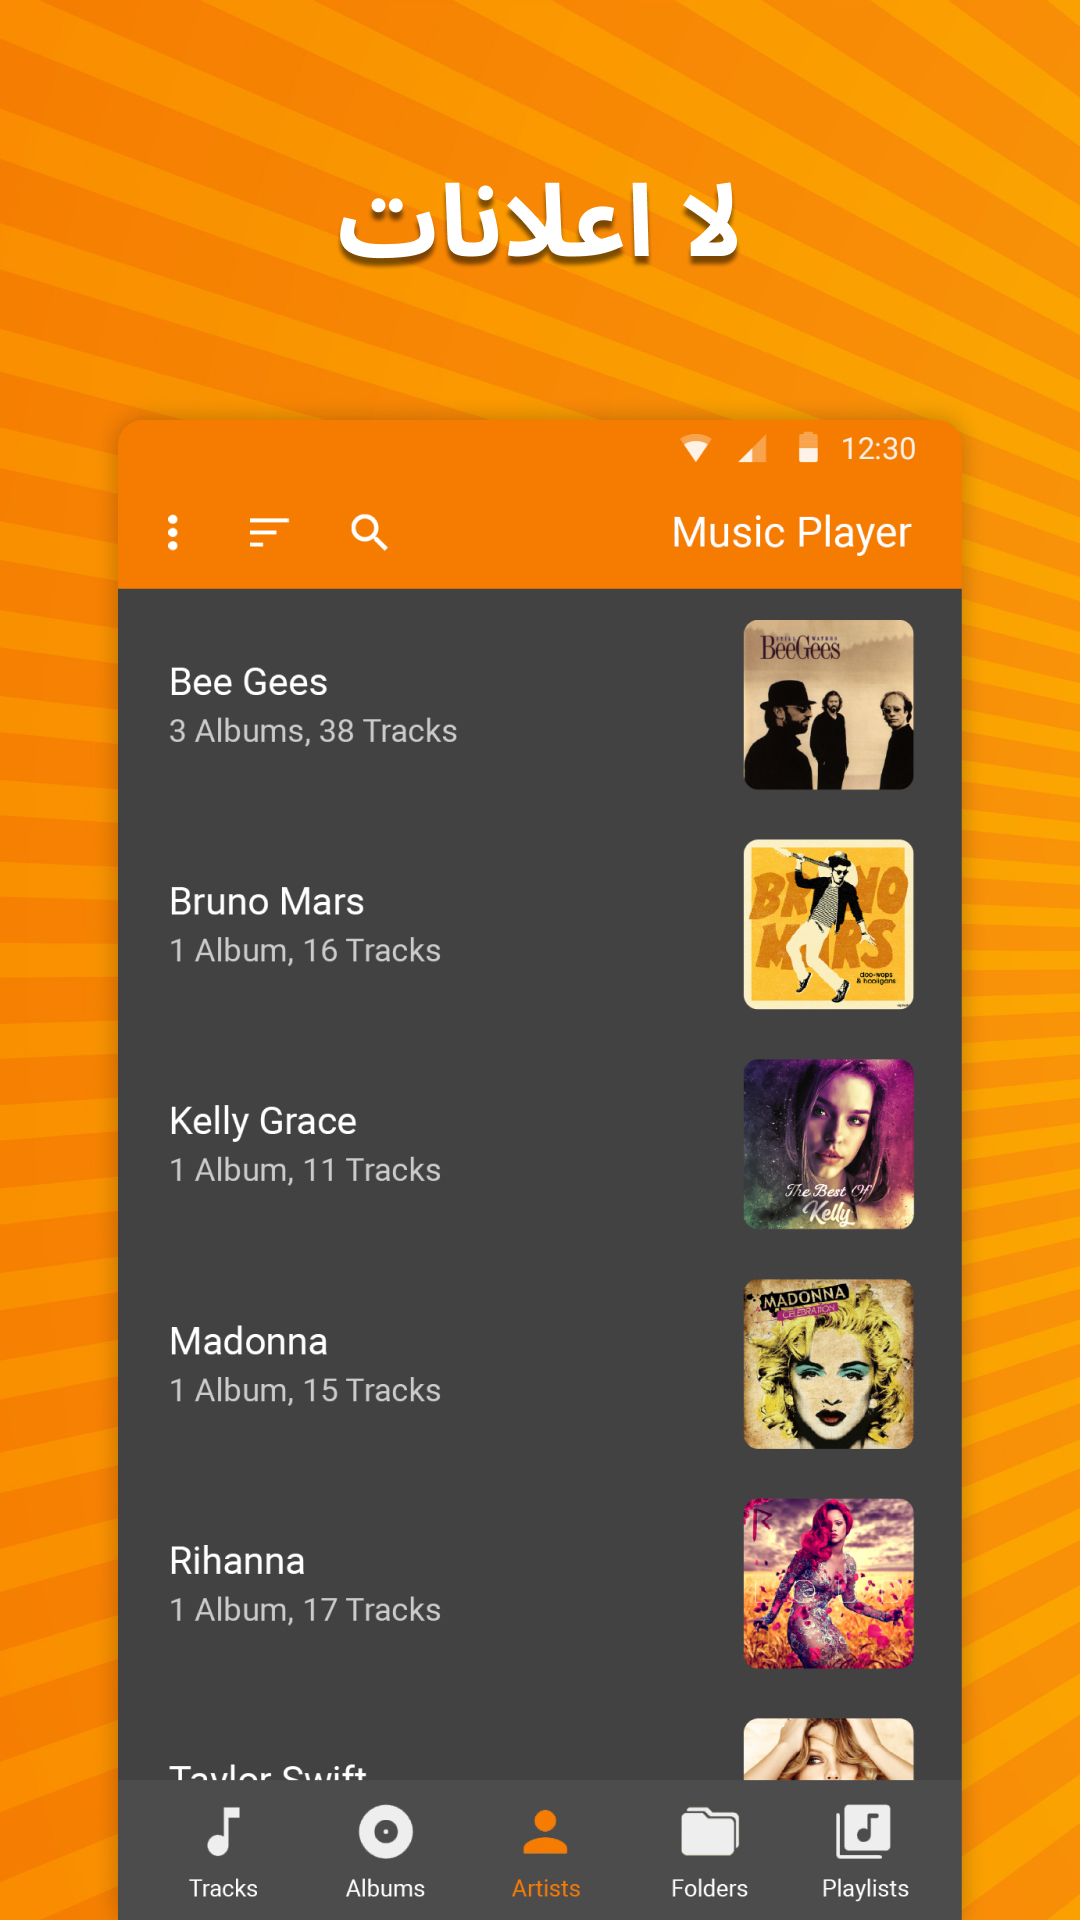 لا اعلانات
12:30
Music Player
Bee Gees
3 Albums, 38 Tracks
STILL WATERS
BeeGees
Bruno Mars
1 Album, 16 Tracks
BRUNO
MARS
doo-wops
& hooligans
Kelly Grace
1 Album, 11 Tracks
The Best Of
Kelly
Madonna
1 Album, 15 Tracks
MADONNA
CELEBRATION
Rihanna
1 Album, 17 Tracks
R
Taylor Swift
Tracks
Albums
Artists
Folders
Playlists